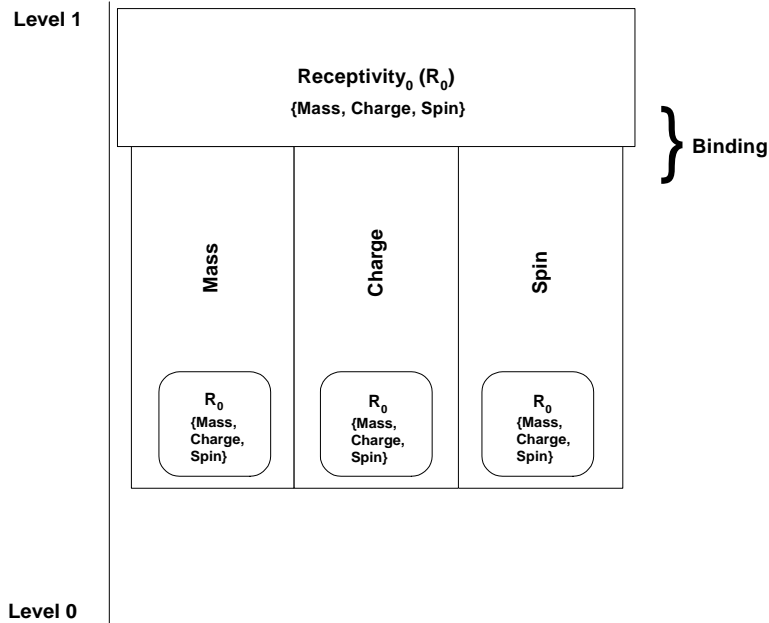 Level 1
Receptivity₀ (R₀)
{Mass, Charge, Spin}
Binding
Mass
Charge
Spin
R₀
{Mass,
Charge,
Spin}
R₀
{Mass,
Charge,
Spin}
R₀
{Mass,
Charge,
Spin}
Level 0